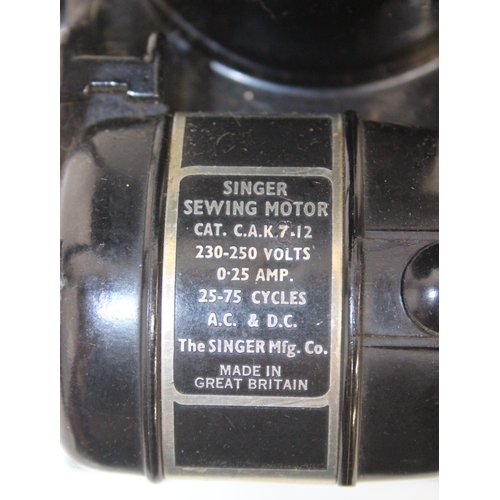 SINGER
SEWING MOTOR
CAT. C.A.K 7-12
230-250 VOLTS
0·25 AMP.
25-75 CYCLES
A.C. & D.C.
The SINGER Mfg. Co.
MADE IN
GREAT BRITAIN